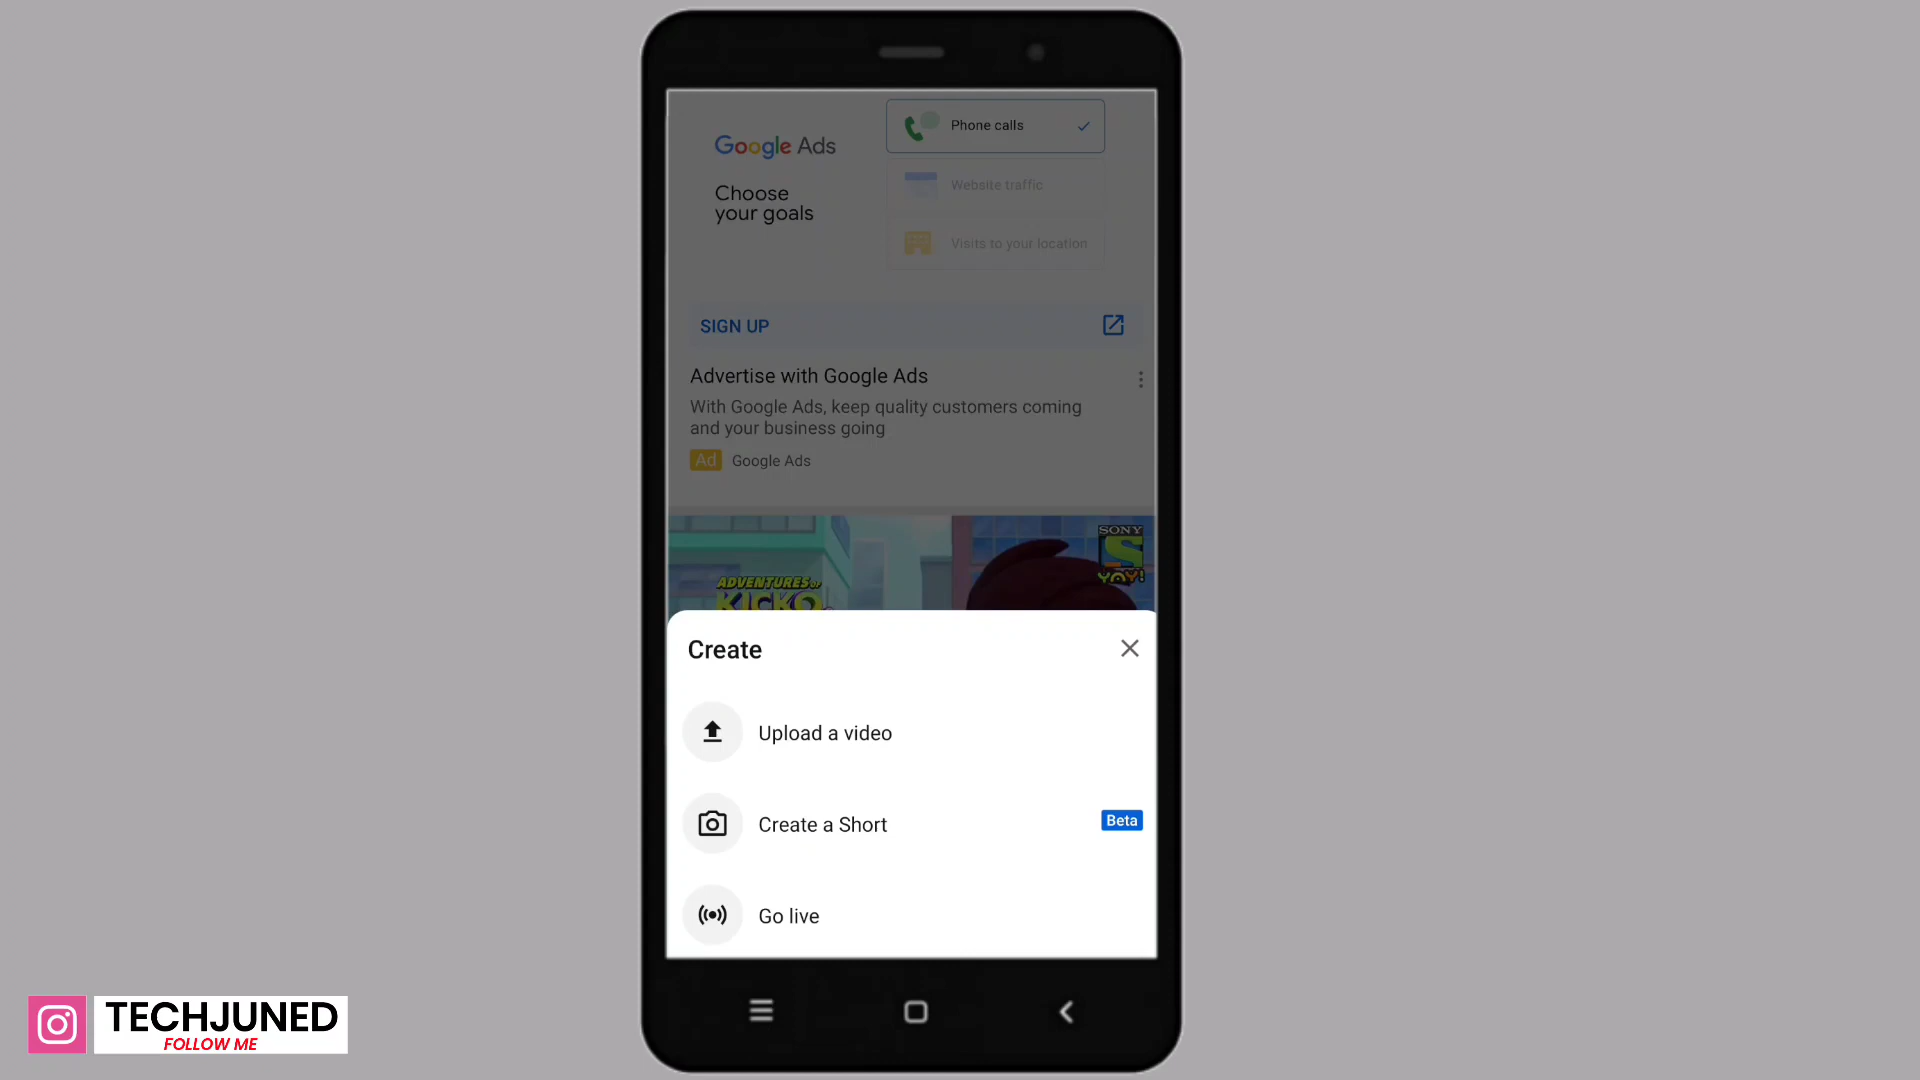 Google Ads
Choose
your goals
Phone calls
Website traffic
Visits to your location
SIGN UP
Advertise with Google Ads
With Google Ads, keep quality customers coming
and your business going
Ad Google Ads
SONY
S
YAY!
ADVENTURES OF
KICKO
Create
Upload a video
Create a Short Beta
Go live
TECHJUNED
FOLLOW ME